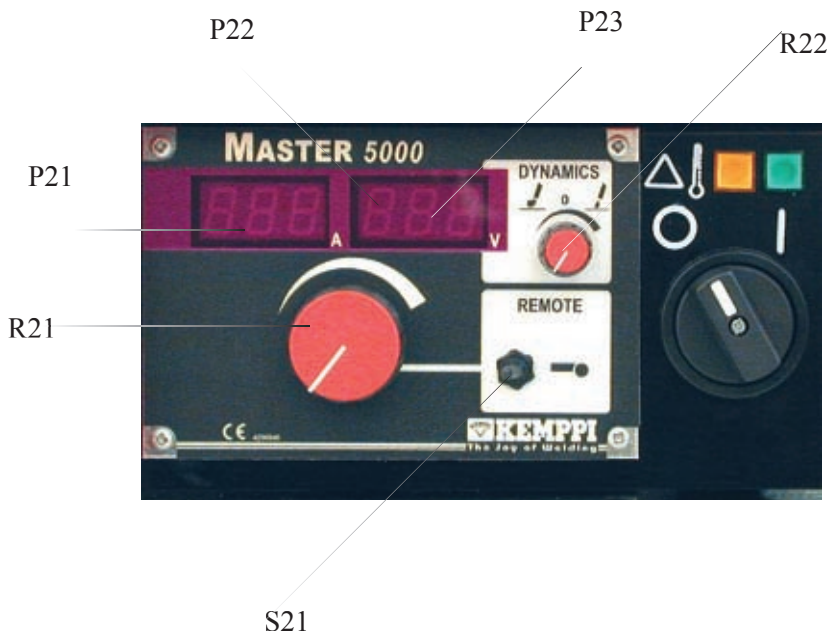 P22
P23
R22
P21
R21
S21
MASTER 5000
DYNAMICS
0
A
V
REMOTE
CE
KEMPPI
The Joy of Welding